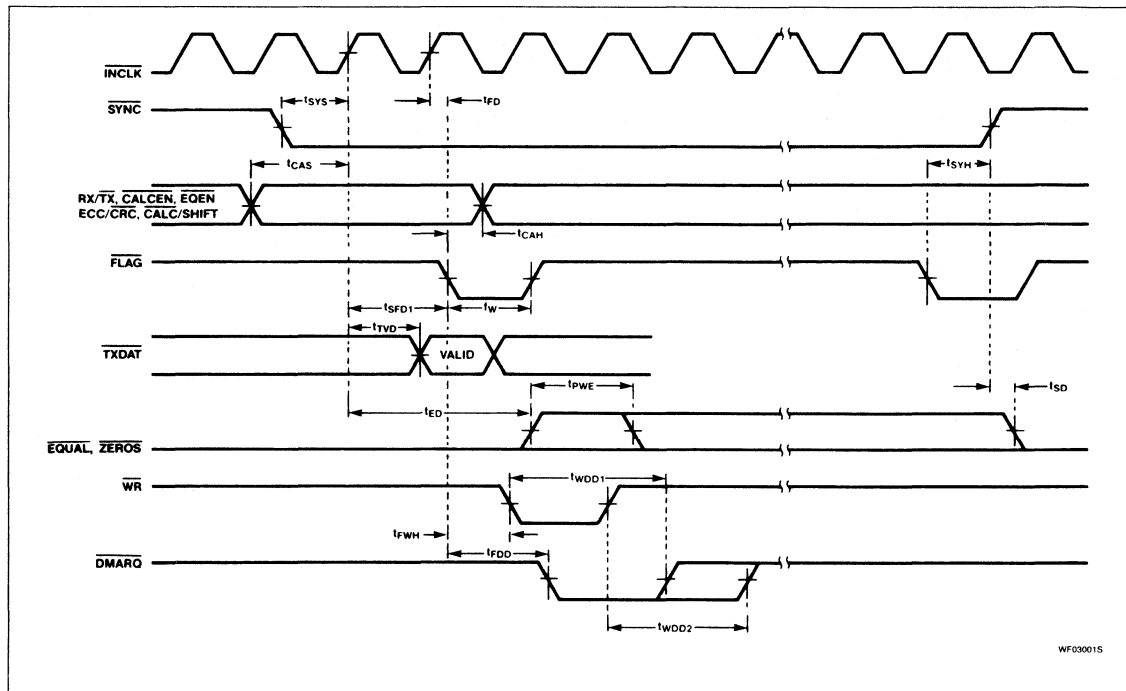 INCLK
SYNC
tSYS
tFD
tCAS
tSYH
RX/TX, CALCEN, EQEN
ECC/CRC, CALC/SHIFT
tCAH
FLAG
tSFD1
tW
tTVD
TXDAT
VALID
tPWE
tED
tSD
EQUAL, ZEROS
tWDD1
WR
tFWH
tFDD
DMARQ
tWDD2
WF03001S